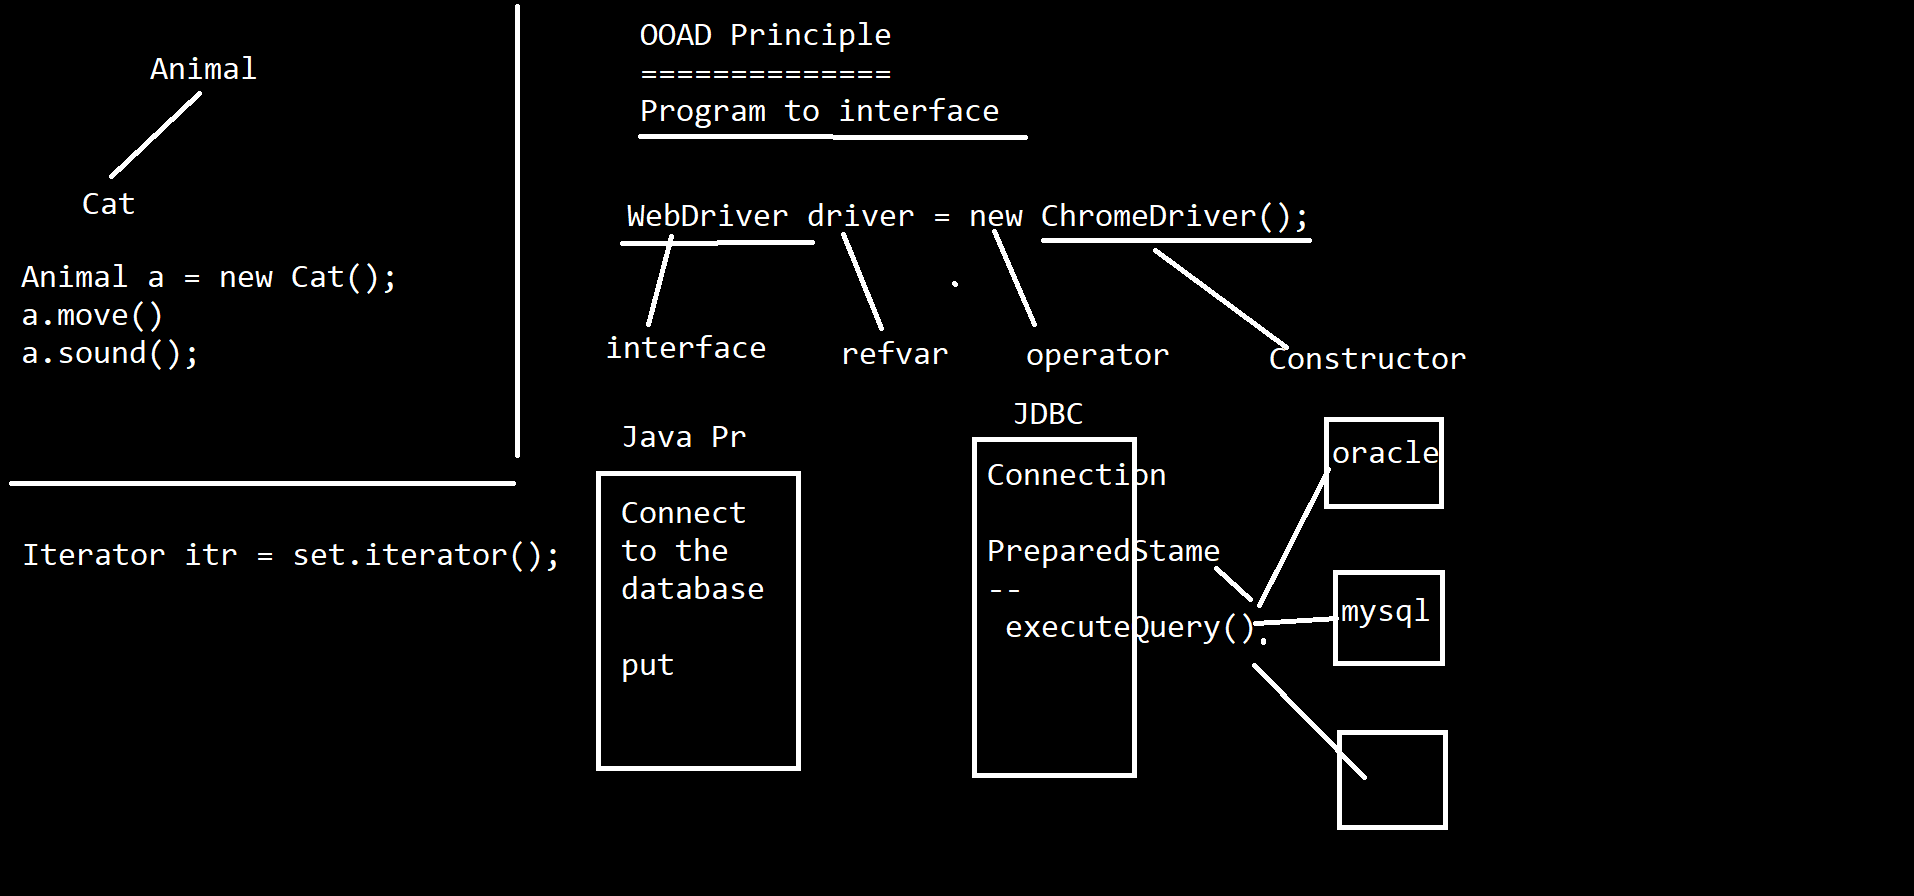 Animal
Cat
Animal a = new Cat();
a.move()
a.sound();
Iterator itr = set.iterator();
OOAD Principle
==============
Program to interface
WebDriver driver = new ChromeDriver();
interface refvar operator Constructor
Java Pr
Connect
to the
database
put
JDBC
Connection
PreparedStame
--
executeQuery()
oracle
mysql